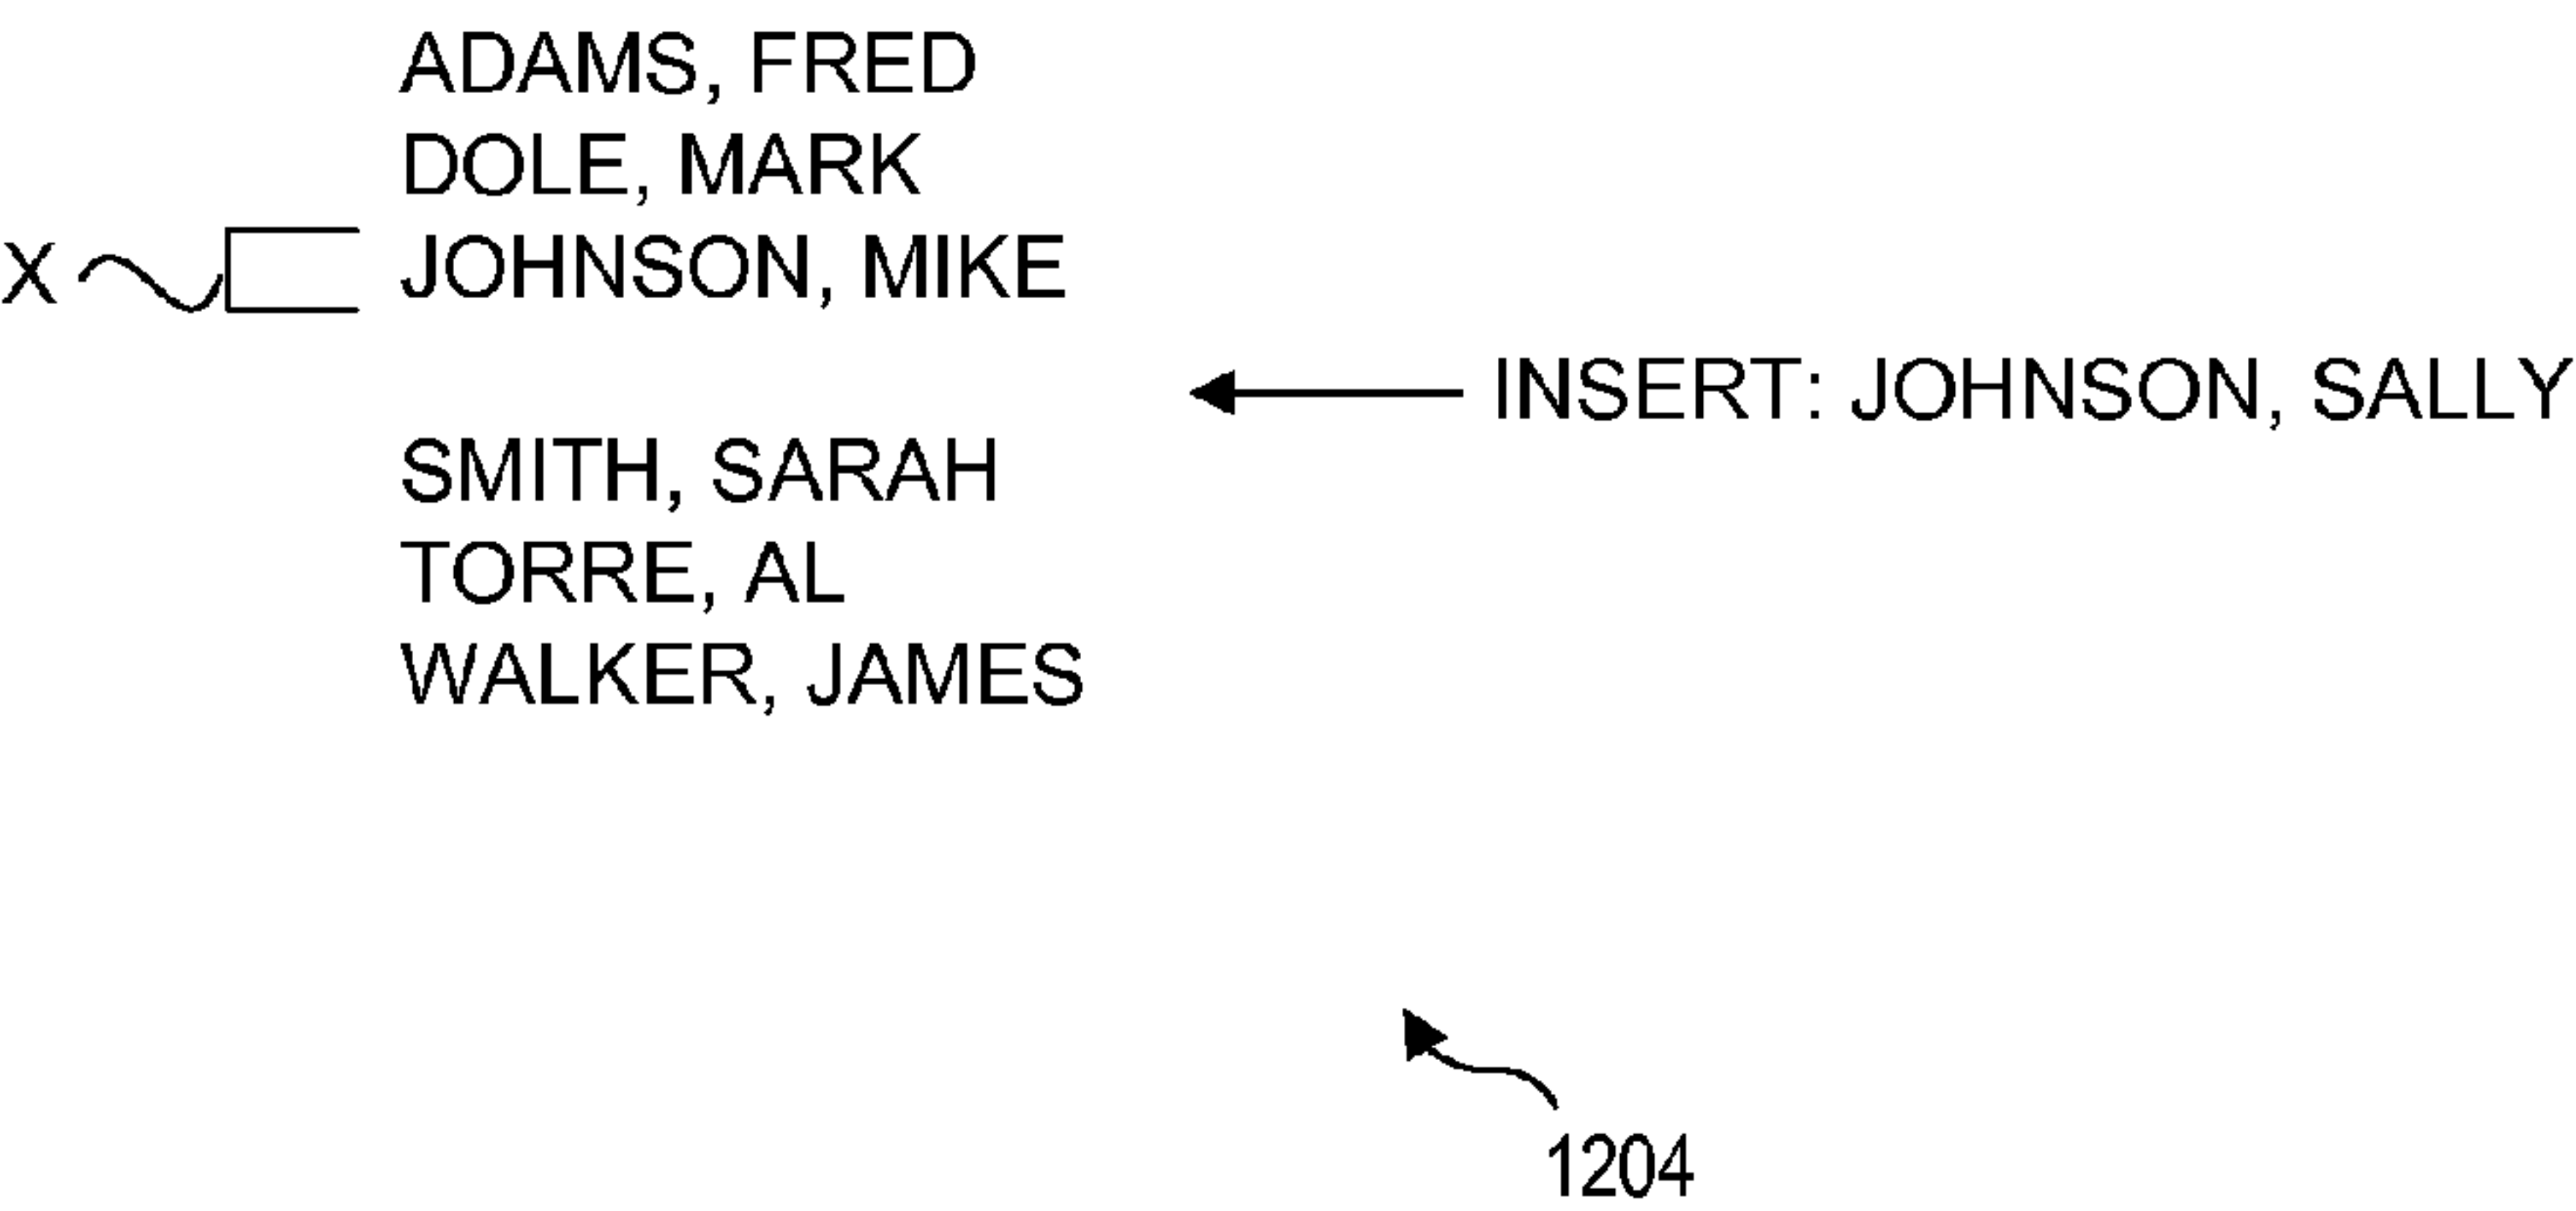 ADAMS, FRED
DOLE, MARK
X JOHNSON, MIKE
INSERT: JOHNSON, SALLY
SMITH, SARAH
TORRE, AL
WALKER, JAMES
1204